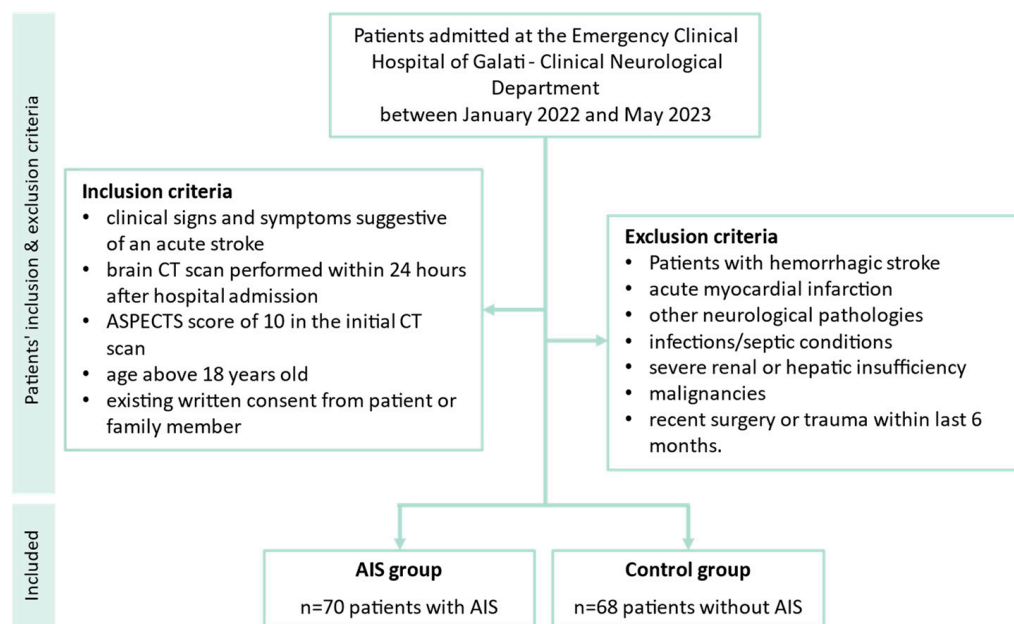 Patients' inclusion & exclusion criteria
Patients admitted at the Emergency Clinical
Hospital of Galati - Clinical Neurological
Department
between January 2022 and May 2023
Inclusion criteria
• clinical signs and symptoms suggestive
of an acute stroke
• brain CT scan performed within 24 hours
after hospital admission
• ASPECTS score of 10 in the initial CT
scan
• age above 18 years old
• existing written consent from patient or
family member
Exclusion criteria
• Patients with hemorrhagic stroke
• acute myocardial infarction
• other neurological pathologies
• infections/septic conditions
• severe renal or hepatic insufficiency
• malignancies
• recent surgery or trauma within last 6
months.
Included
AIS group
n=70 patients with AIS
Control group
n=68 patients without AIS